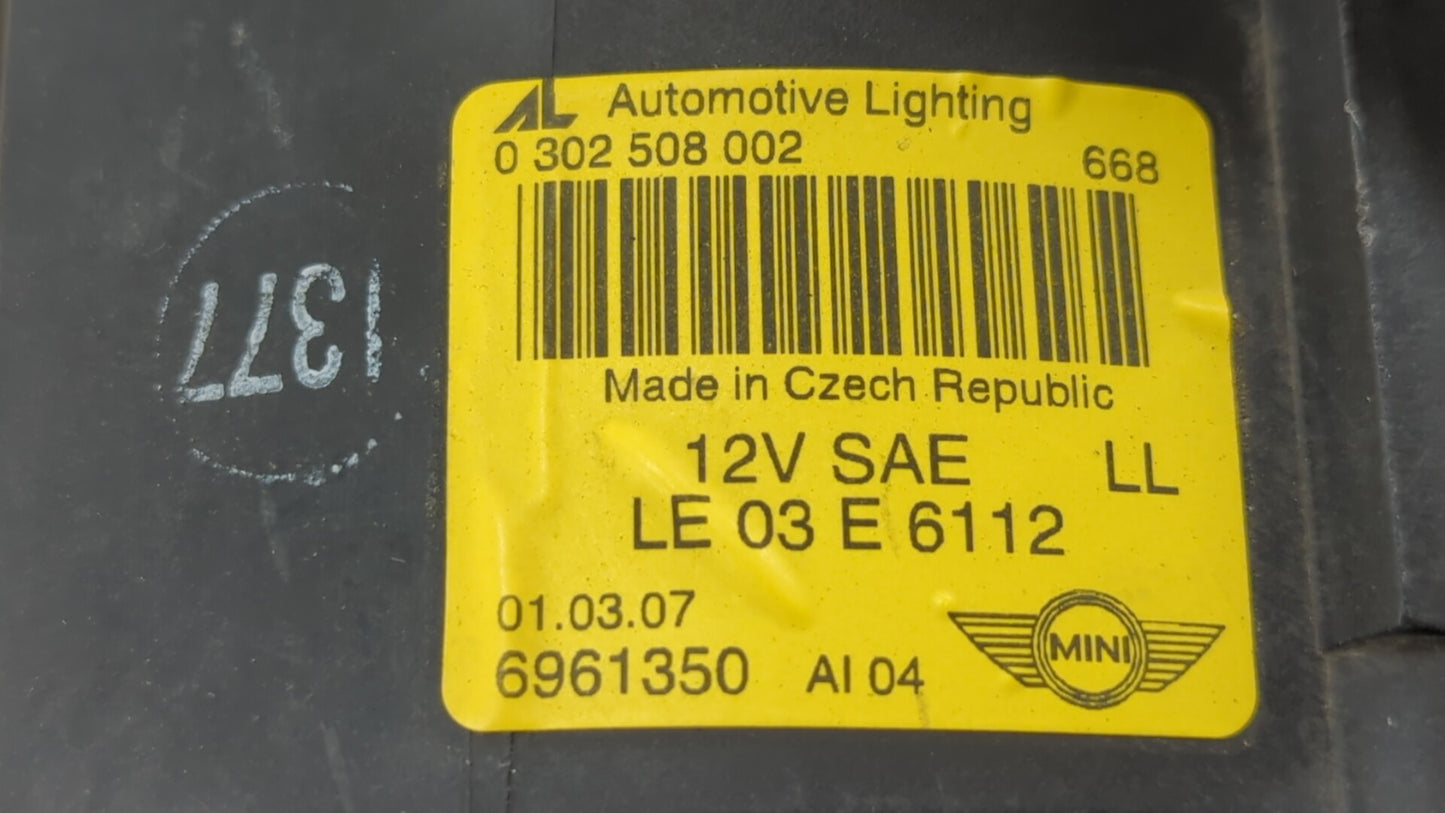 AL Automotive Lighting
0 302 508 002 668
Made in Czech Republic
12V SAE LL
LE 03 E 6112
01.03.07
6961350 AI 04
MINI
1377